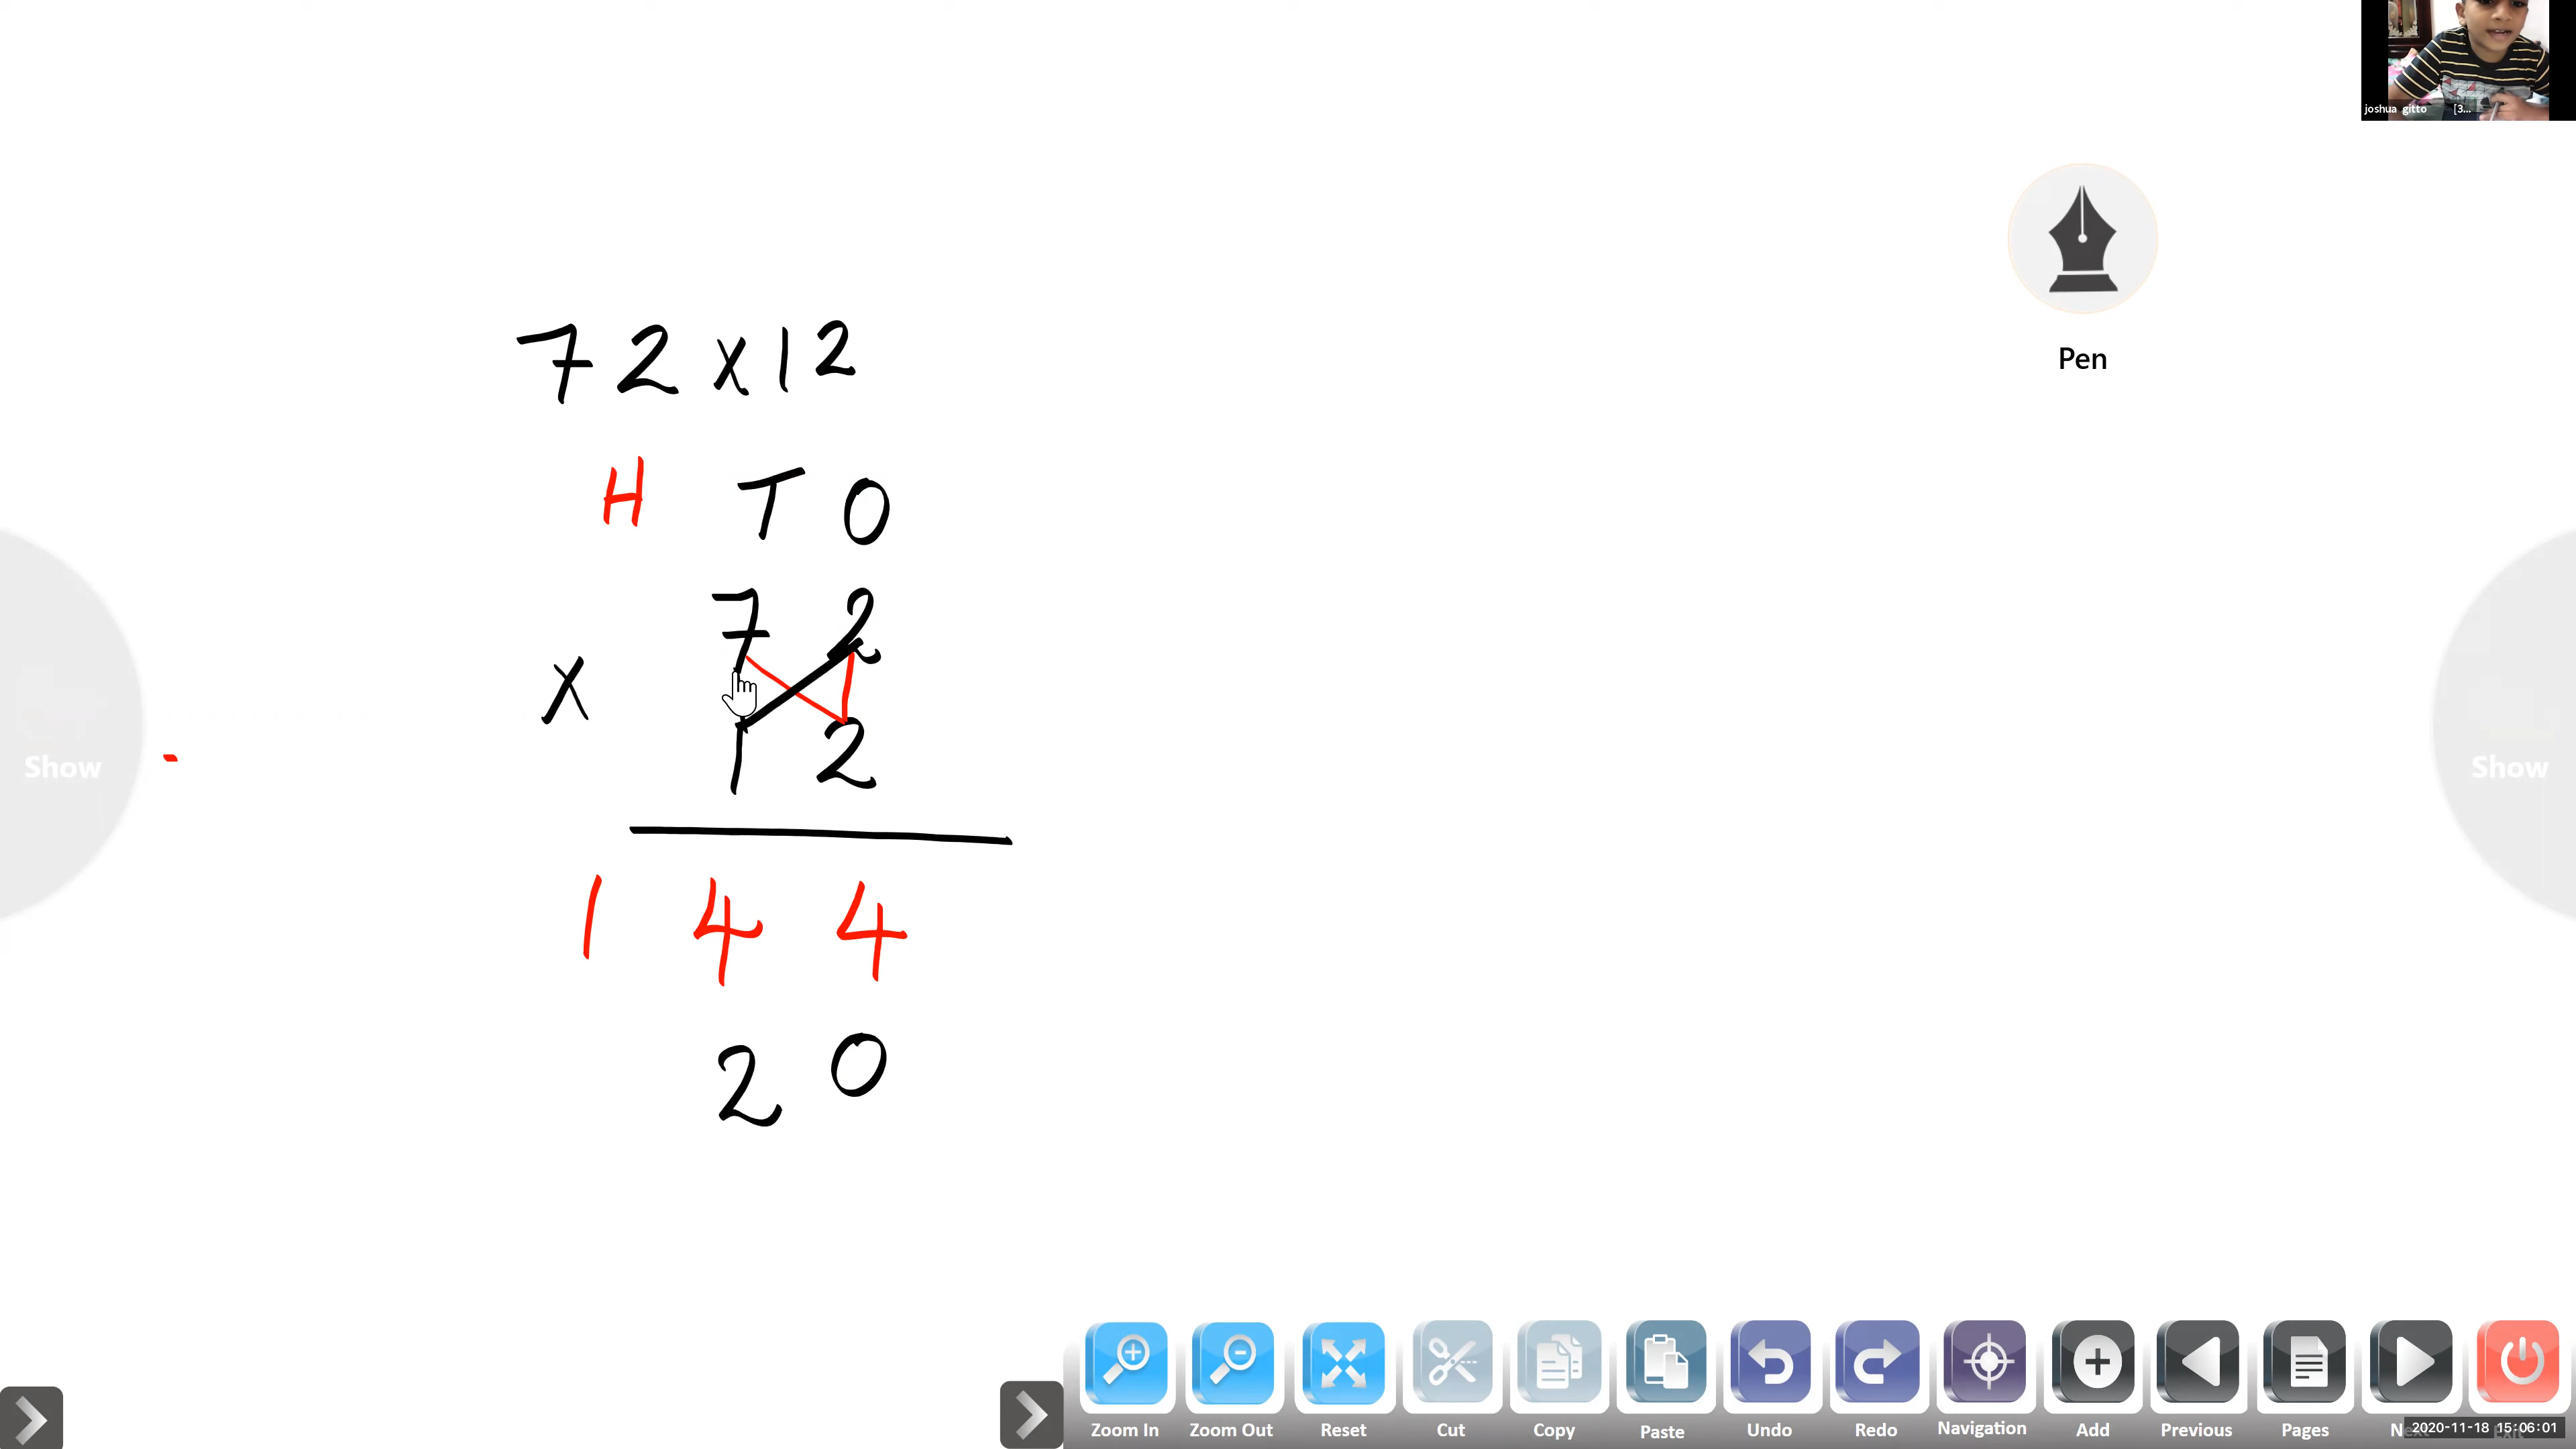 joshua gitto [3...
Pen
72x12
H T O
7 2
x 1 2
1 4 4
2 0
Show
Show
Zoom In Zoom Out Reset Cut Copy Paste Undo Redo Navigation Add Previous Pages
2020-11-18 15:06:01